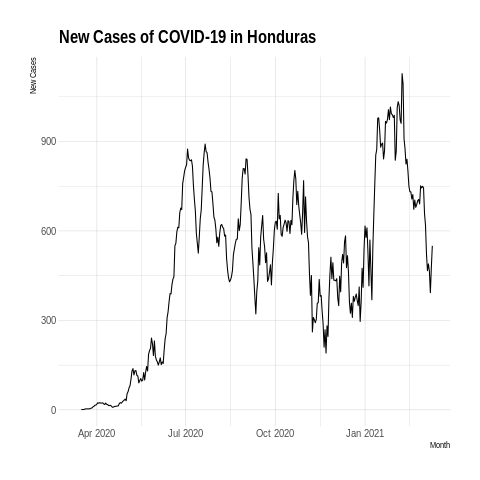 New Cases of COVID-19 in Honduras
New Cases
900
600
300
0
Apr 2020 Jul 2020 Oct 2020 Jan 2021
Month